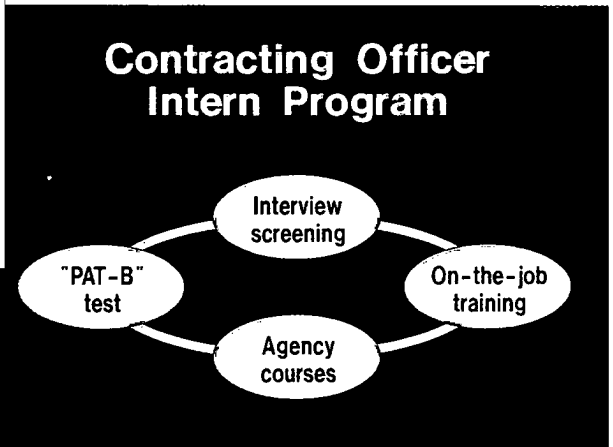 Contracting Officer
Intern Program
Interview
screening
"PAT-B"
test
On-the-job
training
Agency
courses